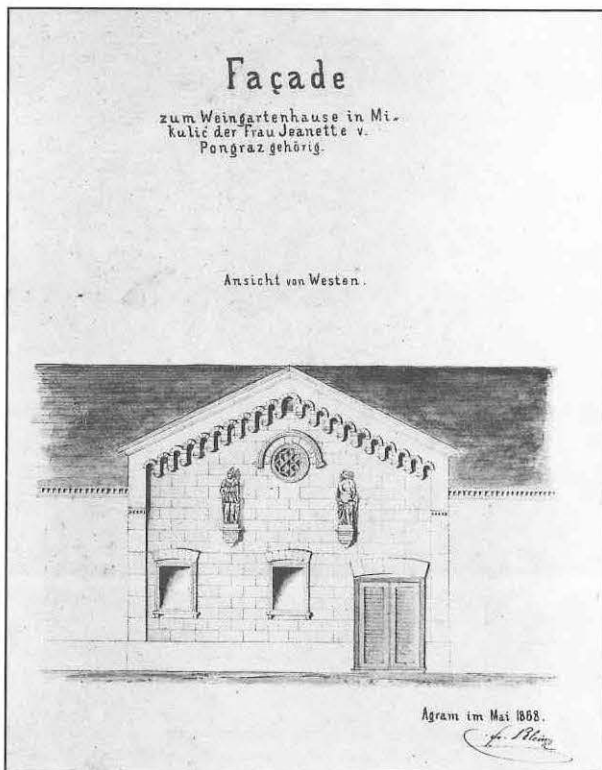 Façade
zum Weingartenhause in Mi-
kulić der Frau Jeanette v.
Pongraz gehörig.
Ansicht von Westen.
Agram im Mai 1868.